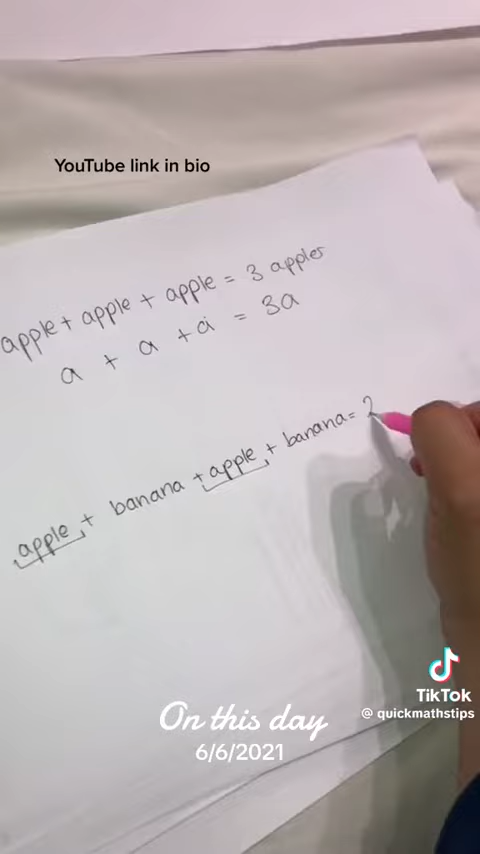 YouTube link in bio
apple + apple + apple = 3 apples
a + a + a = 3a
apple + banana + apple + banana = 2
On this day
6/6/2021
TikTok
@ quickmathstips